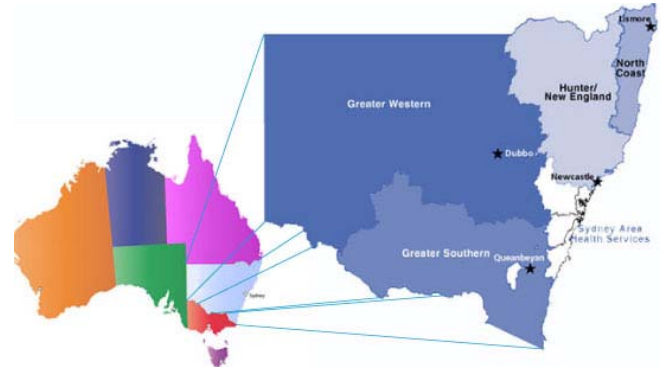 Lismore
North
Coast
Hunter/
New England
Greater Western
Dubbo
Newcastle
Sydney Area
Health Services
Greater Southern
Queanbeyan
Sydney